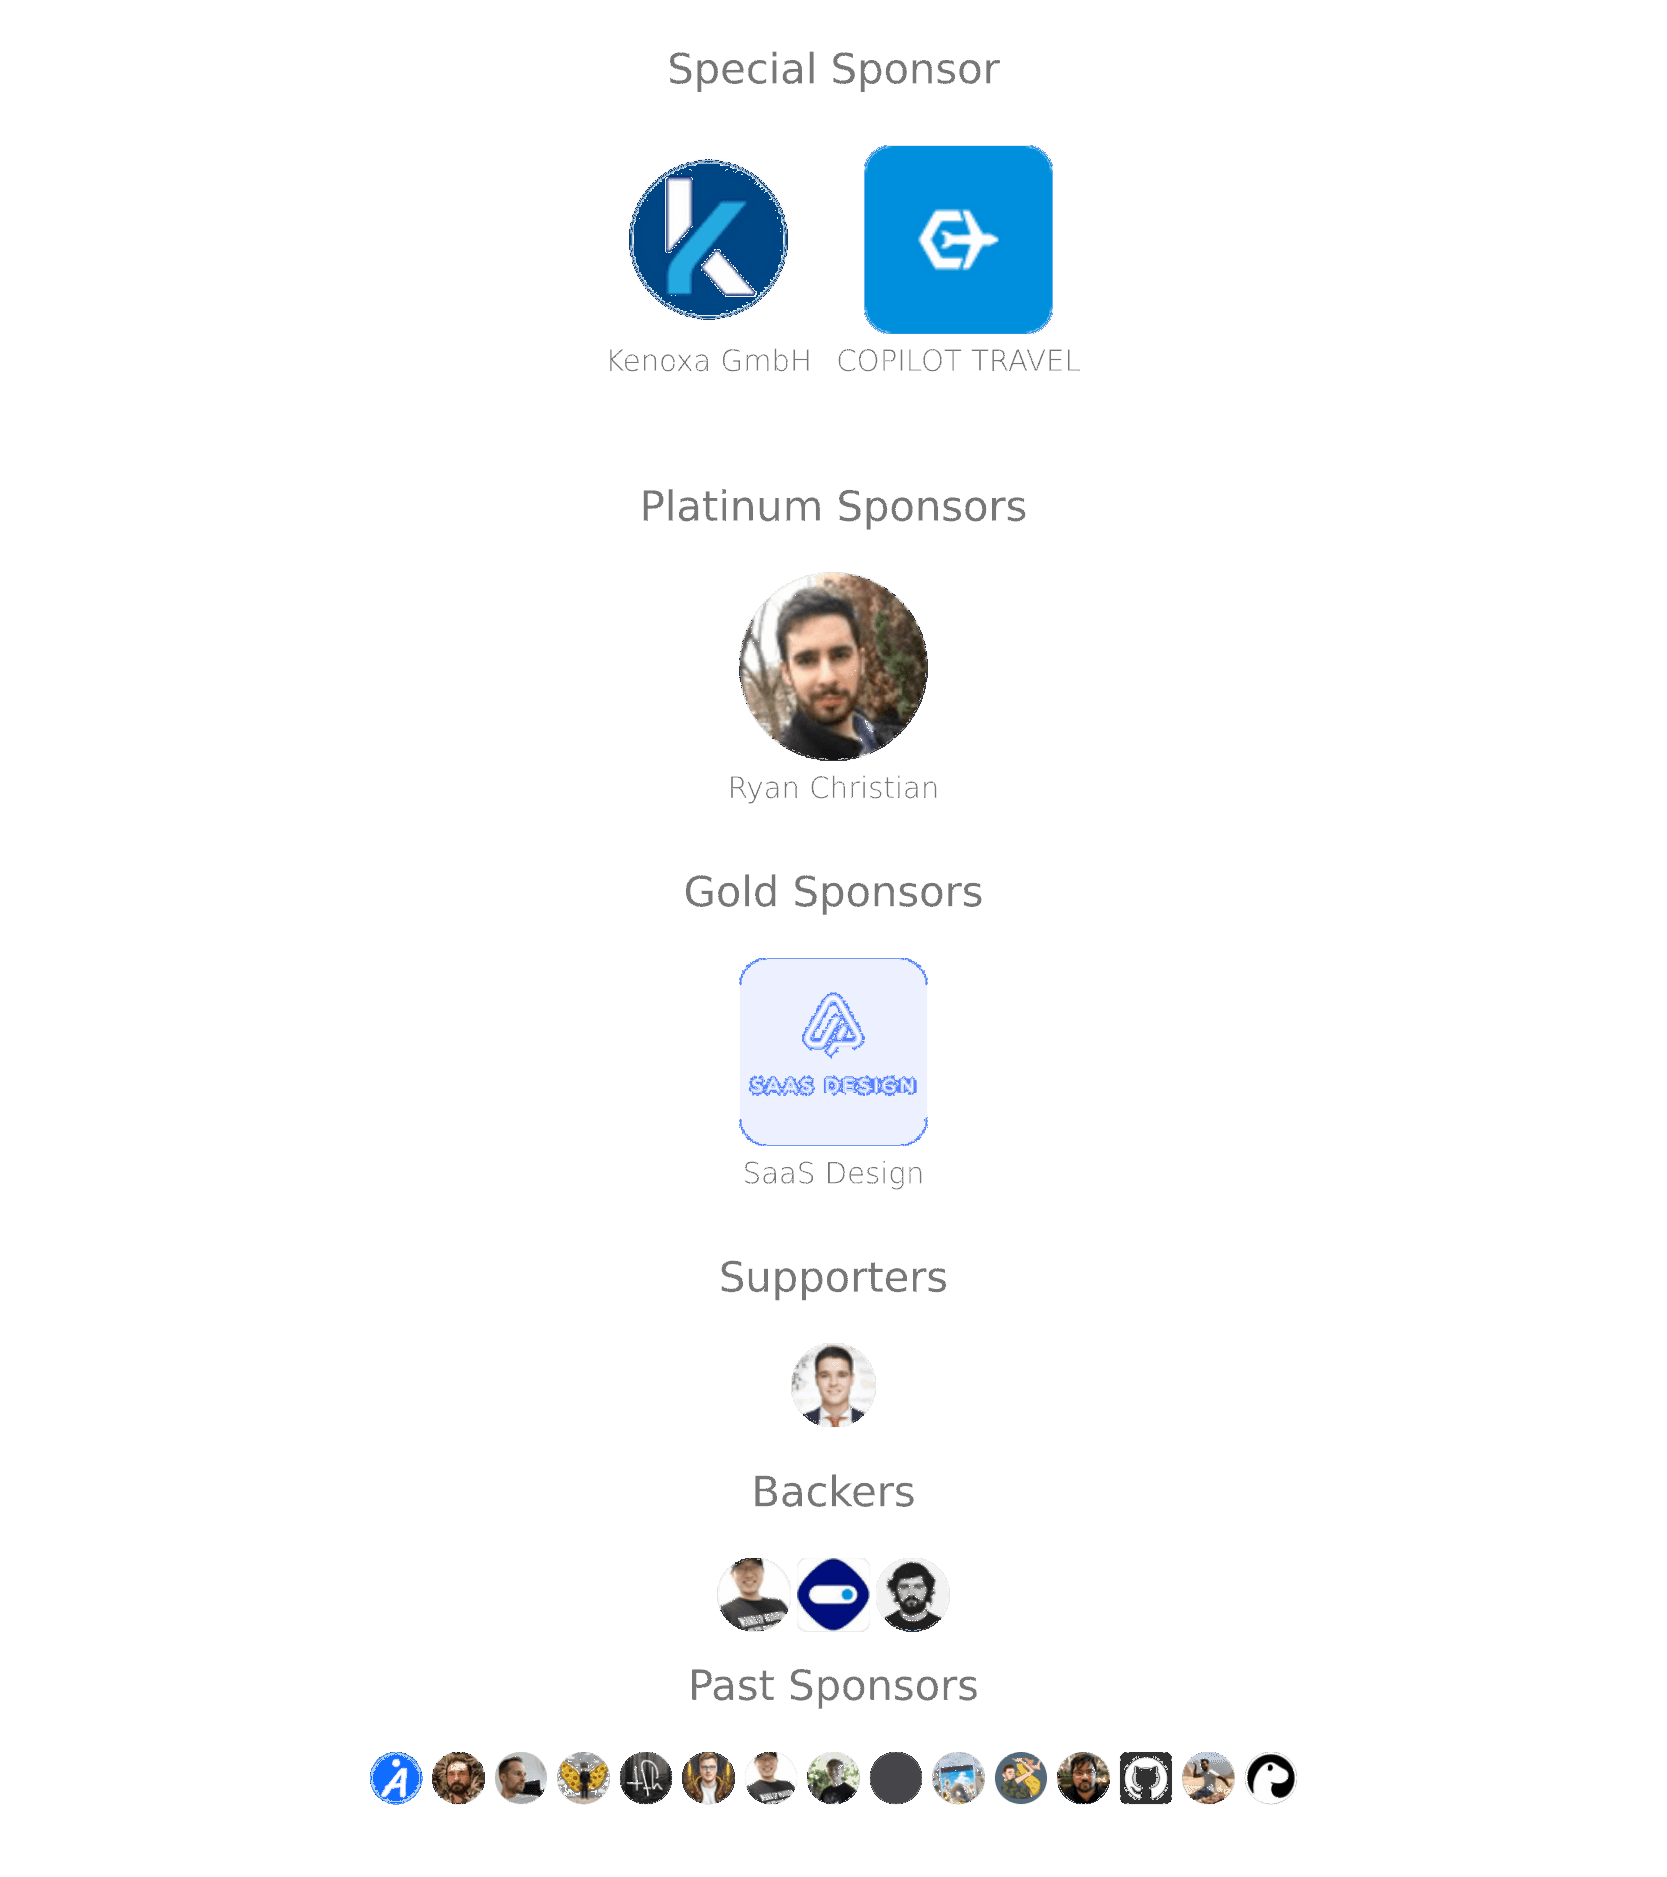 Special Sponsor
Kenoxa GmbH COPILOT TRAVEL
Platinum Sponsors
Ryan Christian
Gold Sponsors
SAAS DESIGN
SaaS Design
Supporters
Backers
Past Sponsors